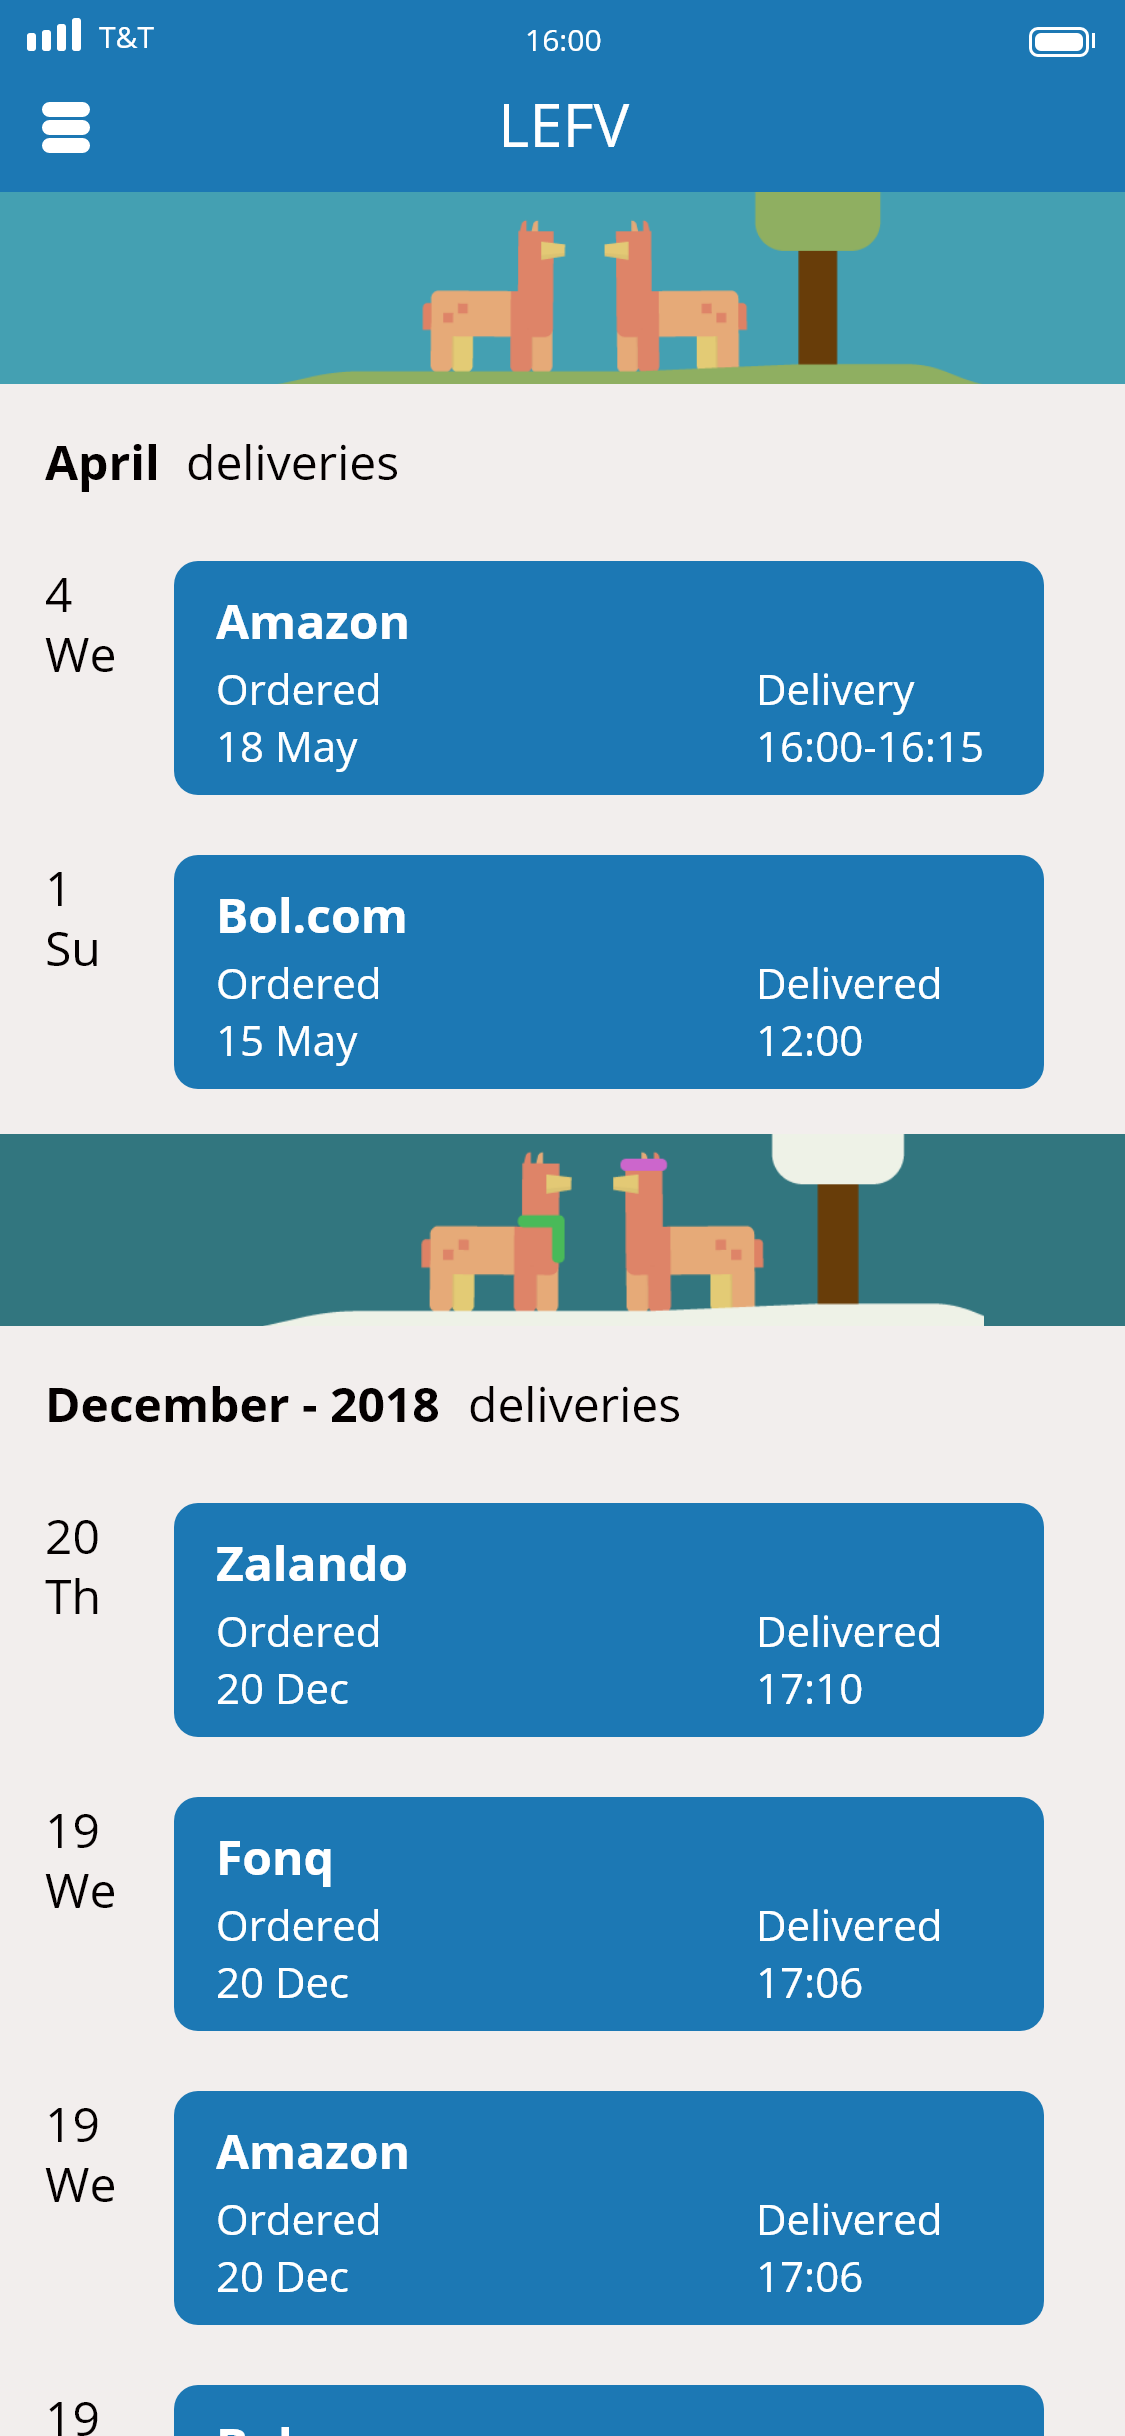 T&T
16:00
LEFV
April deliveries
4
We
Amazon
Ordered
Delivery
18 May
16:00-16:15
1
Su
Bol.com
Ordered
Delivered
15 May
12:00
December - 2018 deliveries
20
Th
Zalando
Ordered
Delivered
20 Dec
17:10
19
We
Fonq
Ordered
Delivered
20 Dec
17:06
19
We
Amazon
Ordered
Delivered
20 Dec
17:06
19